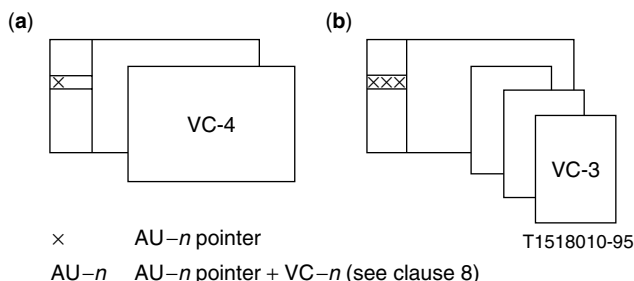 (a)
(b)
×
×××
VC-4
VC-3
T1518010-95
× AU–n pointer
AU–n AU–n pointer + VC–n (see clause 8)